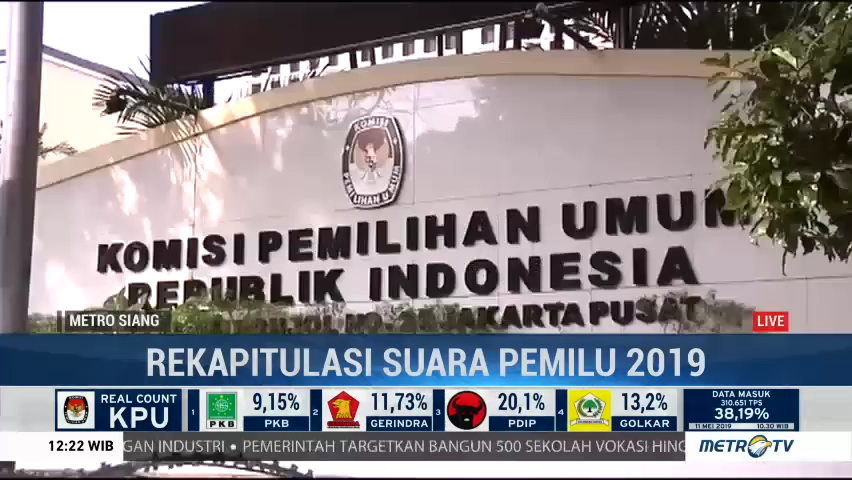 KOMISI
PEMILIHAN UMUM
KOMISI PEMILIHAN UMUM
REPUBLIK INDONESIA
JAKARTA PUSAT
METRO SIANG
LIVE
REKAPITULASI SUARA PEMILU 2019
REAL COUNT
KPU
1 PKB 9,15% PKB
2 GERINDRA 11,73% GERINDRA
3 20,1% PDIP
4 13,2% GOLKAR
DATA MASUK
310.651 TPS
38,19%
11 MEI 2019 10.30 WIB
12:22 WIB
GAN INDUSTRI • PEMERINTAH TARGETKAN BANGUN 500 SEKOLAH VOKASI HING
METRO TV